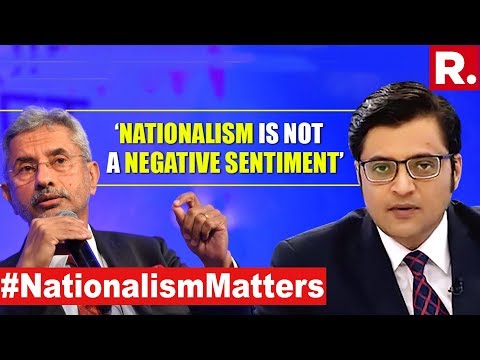 R.
'NATIONALISM IS NOT
A NEGATIVE SENTIMENT'
#NationalismMatters